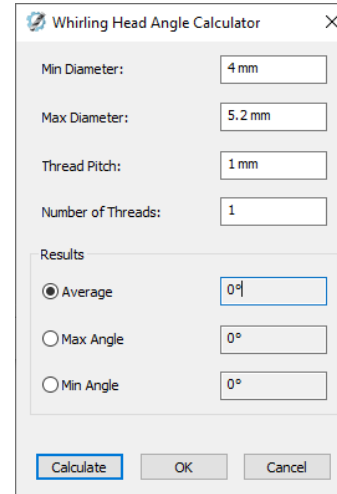 Whirling Head Angle Calculator
Min Diameter: 4 mm
Max Diameter: 5.2 mm
Thread Pitch: 1 mm
Number of Threads: 1
Results
Average 0°
Max Angle 0°
Min Angle 0°
Calculate OK Cancel